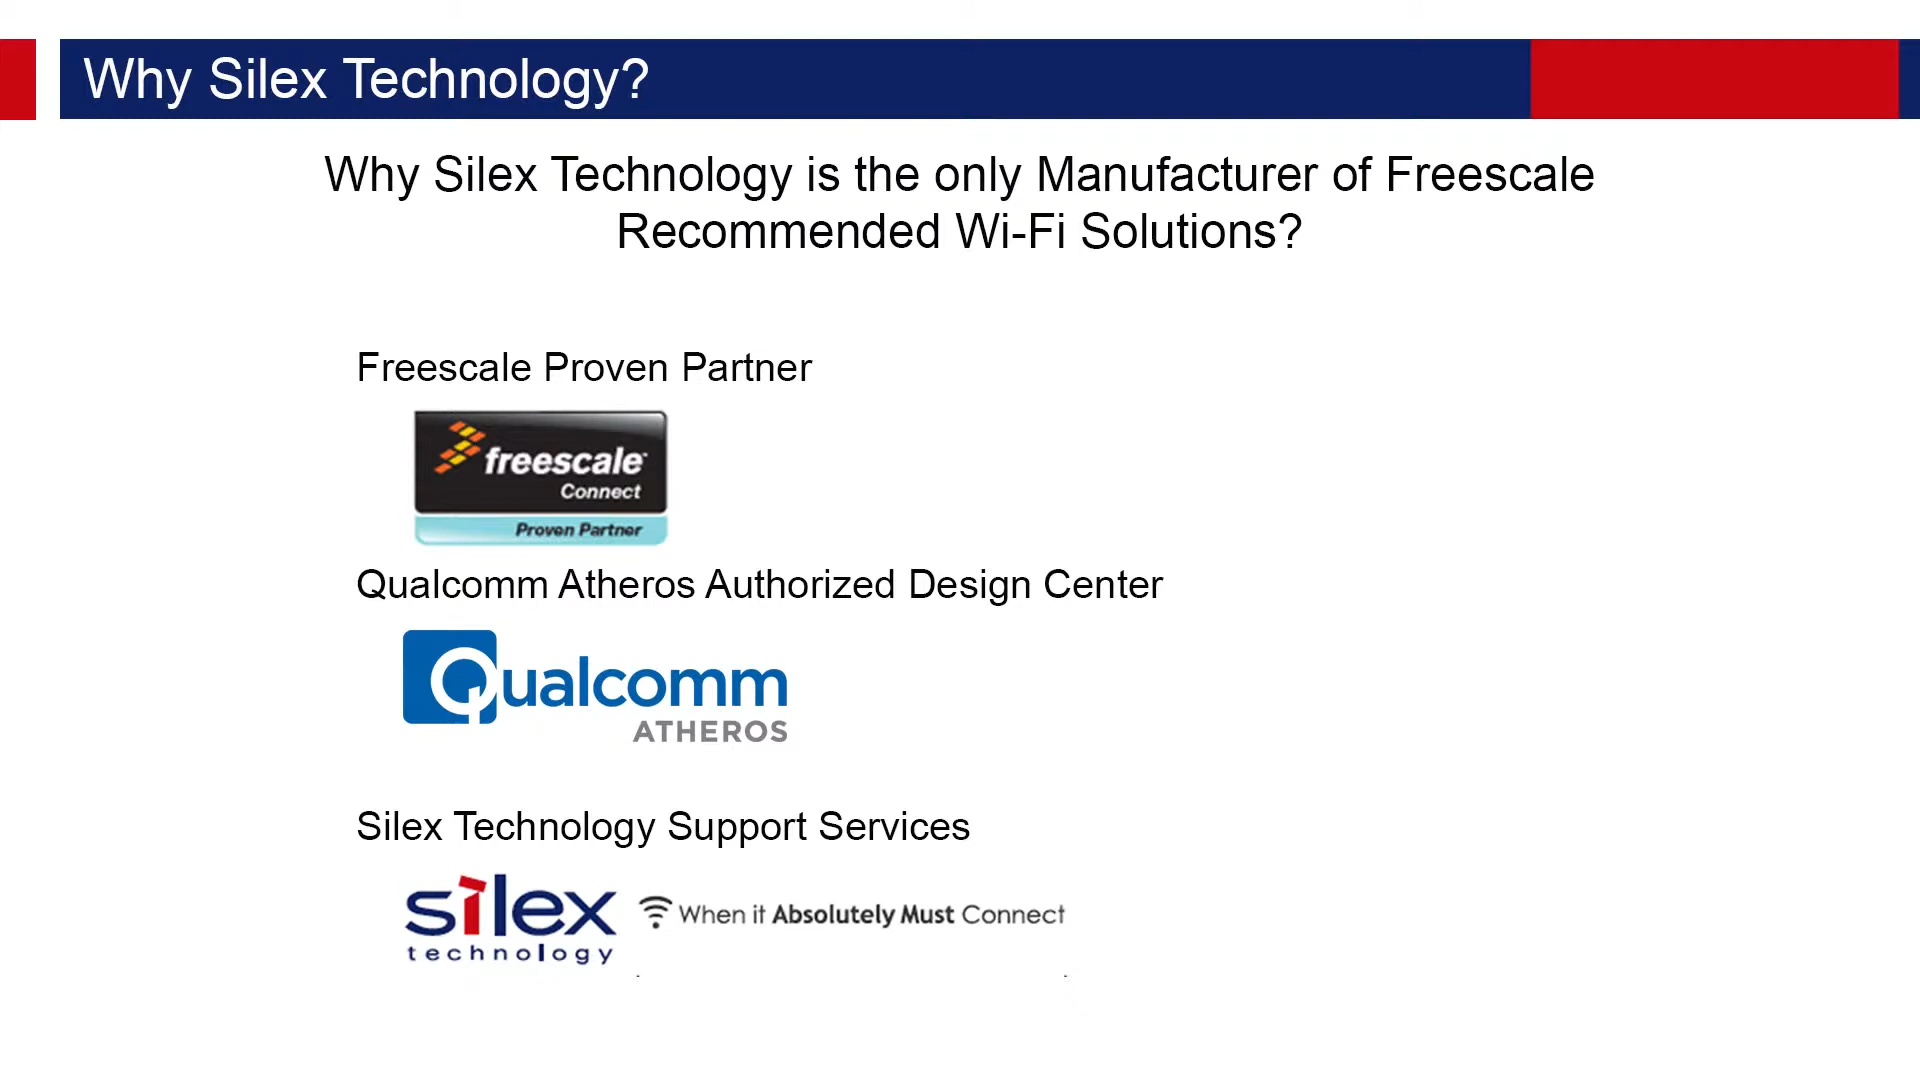 Why Silex Technology?
Why Silex Technology is the only Manufacturer of Freescale
Recommended Wi-Fi Solutions?
Freescale Proven Partner
freescale™
Connect
Proven Partner
Qualcomm Atheros Authorized Design Center
Qualcomm
ATHEROS
Silex Technology Support Services
silex
technology
When it Absolutely Must Connect